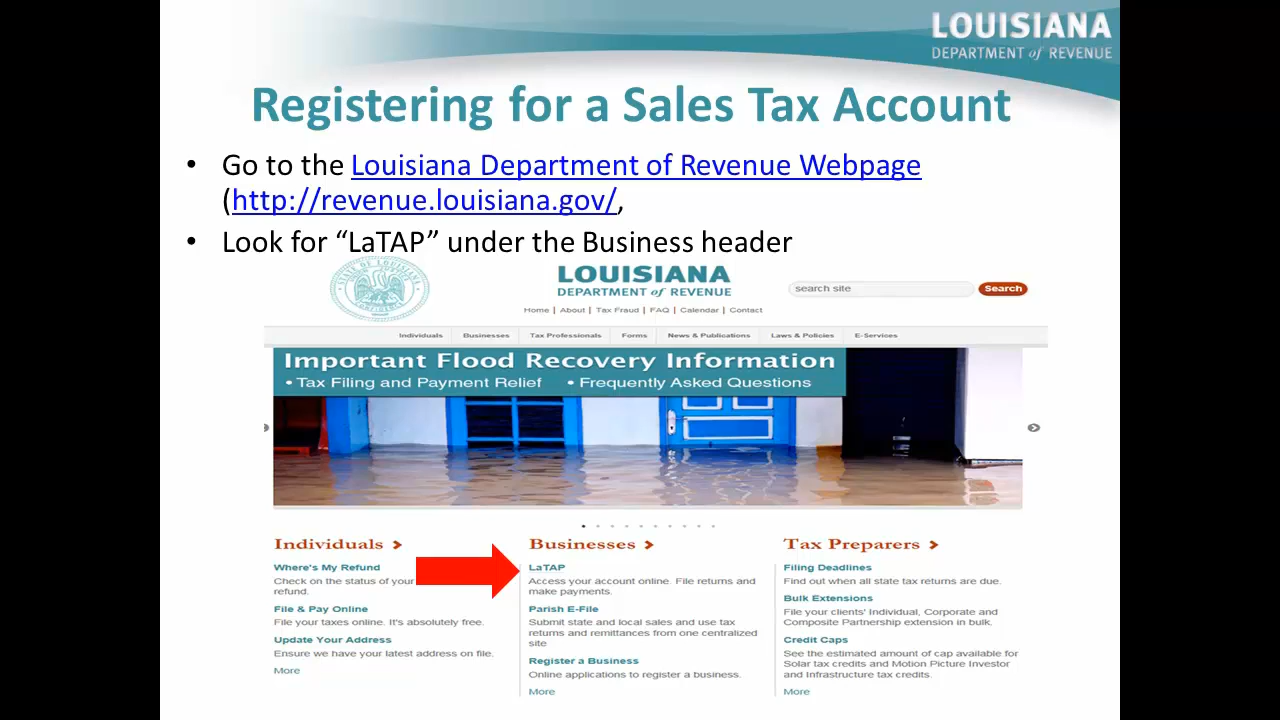 LOUISIANA
DEPARTMENT of REVENUE
Registering for a Sales Tax Account
• Go to the Louisiana Department of Revenue Webpage
(http://revenue.louisiana.gov/,
• Look for “LaTAP” under the Business header
STATE OF LOUISIANA
CONFIDENCE
LOUISIANA
DEPARTMENT of REVENUE
search site
Search
Home | About | Tax Fraud | FAQ | Calendar | Contact
Individuals | Businesses | Tax Professionals | Forms | News & Publications | Laws & Policies | E-Services
Important Flood Recovery Information
• Tax Filing and Payment Relief • Frequently Asked Questions
Individuals
Where's My Refund
Check on the status of your
refund.
File & Pay Online
File your taxes online. It's absolutely free.
Update Your Address
Ensure we have your latest address on file.
More
Businesses
LaTAP
Access your account online. File returns and
make payments.
Parish E-File
Submit state and local sales and use tax
returns and remittances from one centralized
site
Register a Business
Online applications to register a business.
More
Tax Preparers
Filing Deadlines
Find out when all state tax returns are due.
Bulk Extensions
File your clients' Individual, Corporate and
Composite Partnership extension in bulk.
Credit Caps
See the estimated amount of cap available for
Solar tax credits and Motion Picture Investor
and Infrastructure tax credits.
More